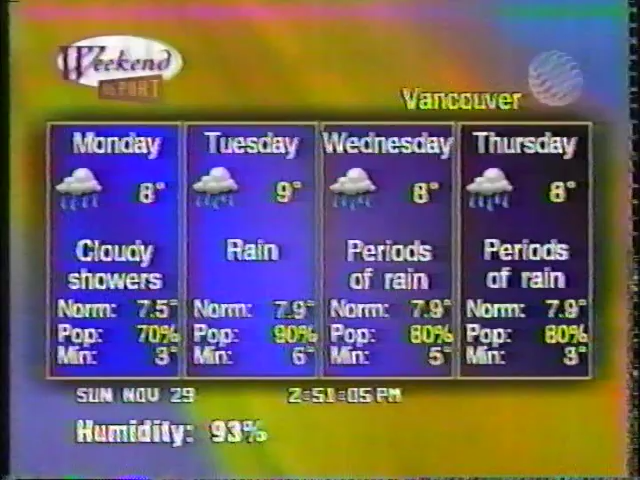 Weekend
REPORT
Vancouver
Monday Tuesday Wednesday Thursday
8° 9° 8° 8°
Cloudy showers Rain Periods of rain Periods of rain
Norm: 7.5° Norm: 7.9° Norm: 7.9° Norm: 7.9°
Pop: 70% Pop: 90% Pop: 80% Pop: 80%
Min: 3° Min: 6° Min: 5° Min: 3°
SUN NOV 29 2:51:05 PM
Humidity: 93%